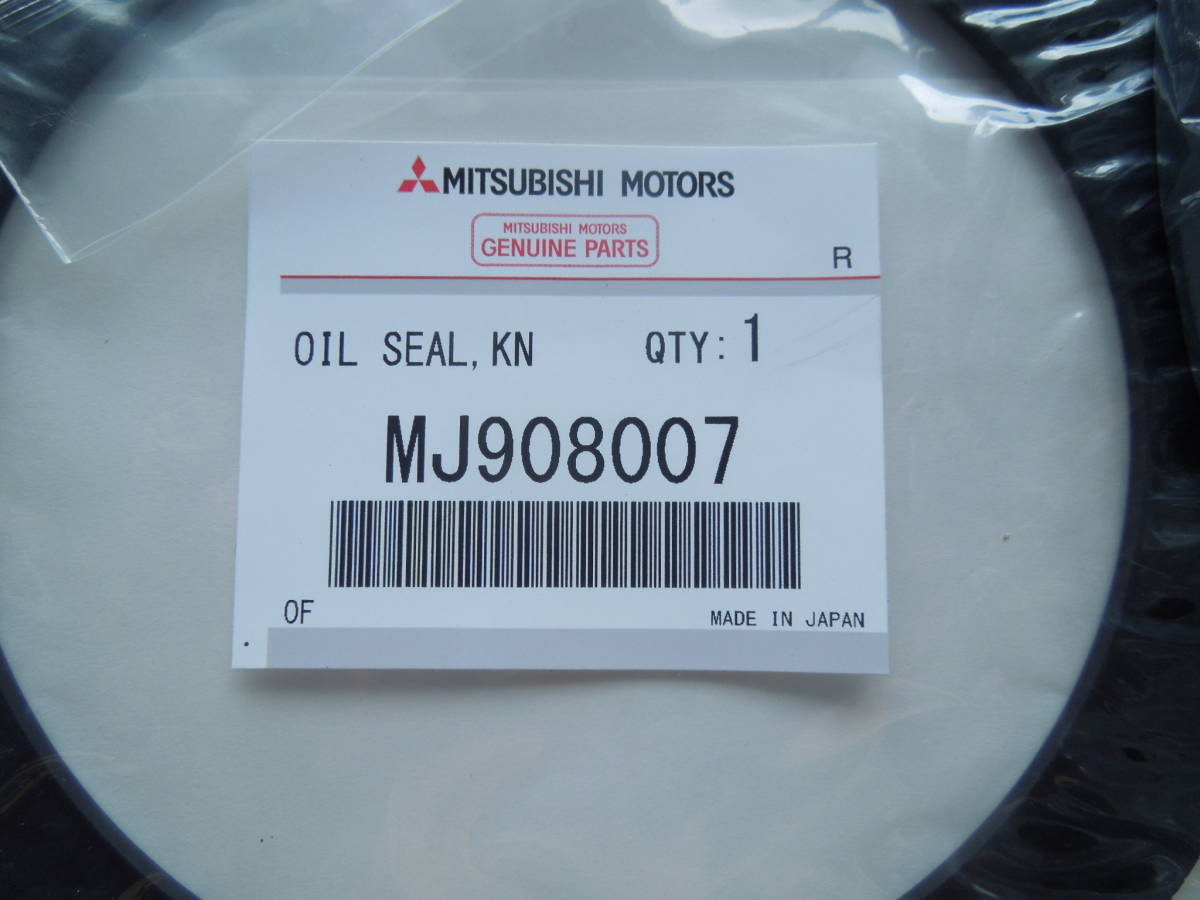 MITSUBISHI MOTORS
MITSUBISHI MOTORS
GENUINE PARTS
R
OIL SEAL,KN QTY: 1
MJ908007
OF MADE IN JAPAN